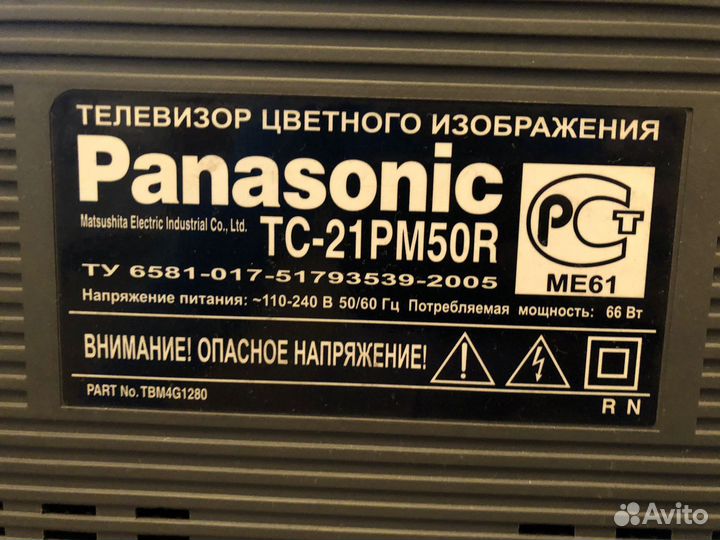 ТЕЛЕВИЗОР ЦВЕТНОГО ИЗОБРАЖЕНИЯ
Panasonic
Matsushita Electric Industrial Co., Ltd.
TC-21PM50R
РСТ
ME61
ТУ 6581-017-51793539-2005
Напряжение питания: ~110-240 В 50/60 Гц Потребляемая мощность: 66 Вт
ВНИМАНИЕ! ОПАСНОЕ НАПРЯЖЕНИЕ!
PART No. TBM4G1280
R N
Avito